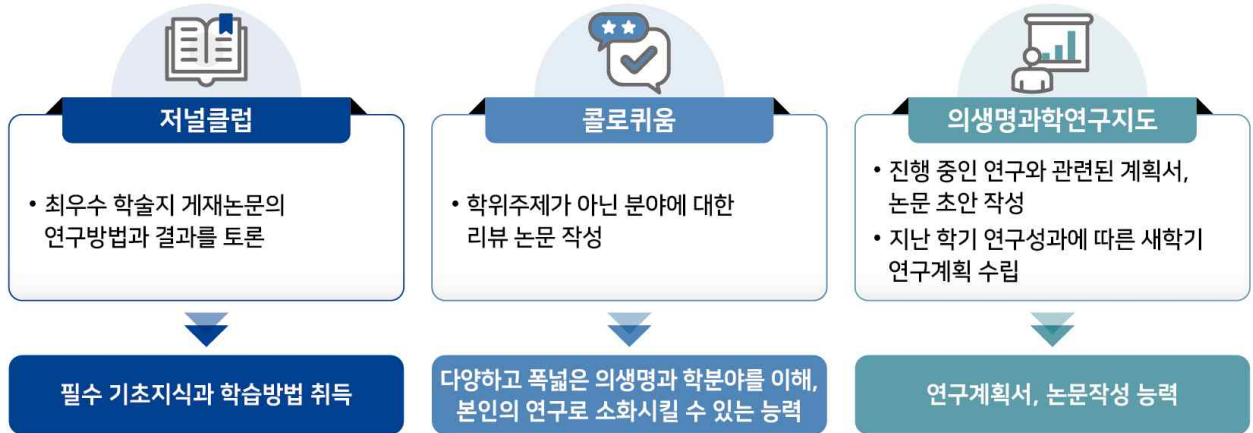 저널클럽
• 최우수 학술지 게재논문의
연구방법과 결과를 토론
필수 기초지식과 학습방법 취득
콜로퀴움
• 학위주제가 아닌 분야에 대한
리뷰 논문 작성
다양하고 폭넓은 의생명과 학분야를 이해,
본인의 연구로 소화시킬 수 있는 능력
의생명과학연구지도
• 진행 중인 연구와 관련된 계획서,
논문 초안 작성
• 지난 학기 연구성과에 따른 새학기
연구계획 수립
연구계획서, 논문작성 능력